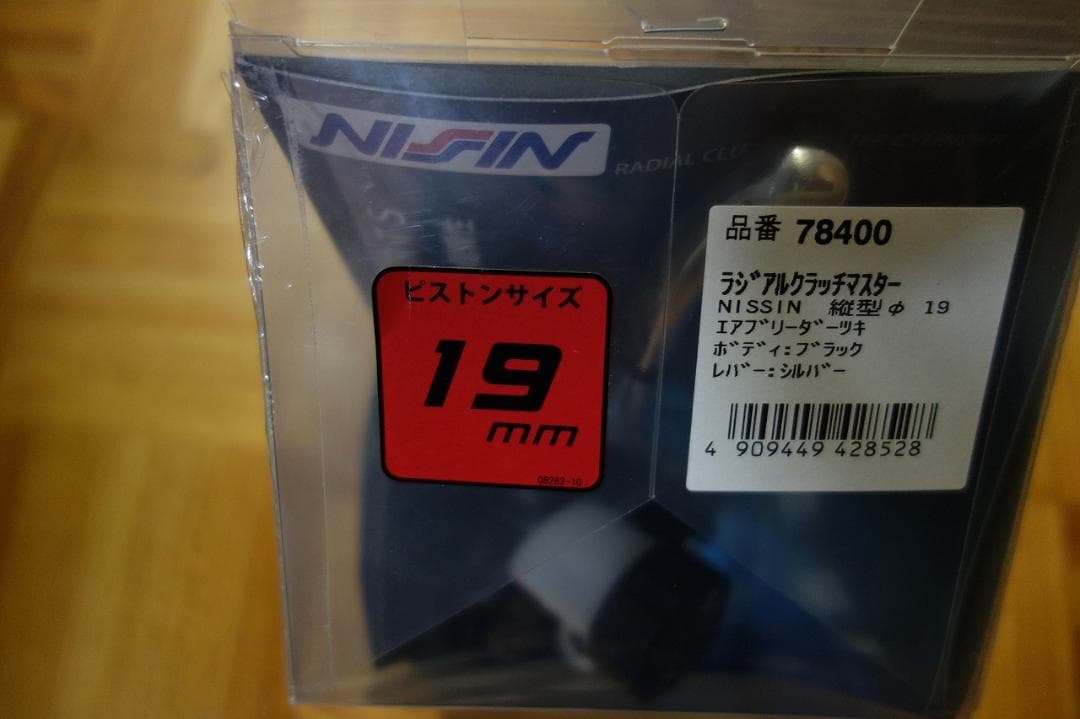 NISSIN
RADIAL CLU
ピストンサイズ
19
mm
08262-10
品番 78400
ラジアルクラッチマスター
NISSIN 縦型φ 19
エアブリーダーツキ
ボディ:ブラック
レバー:シルバー
4 909449 428528